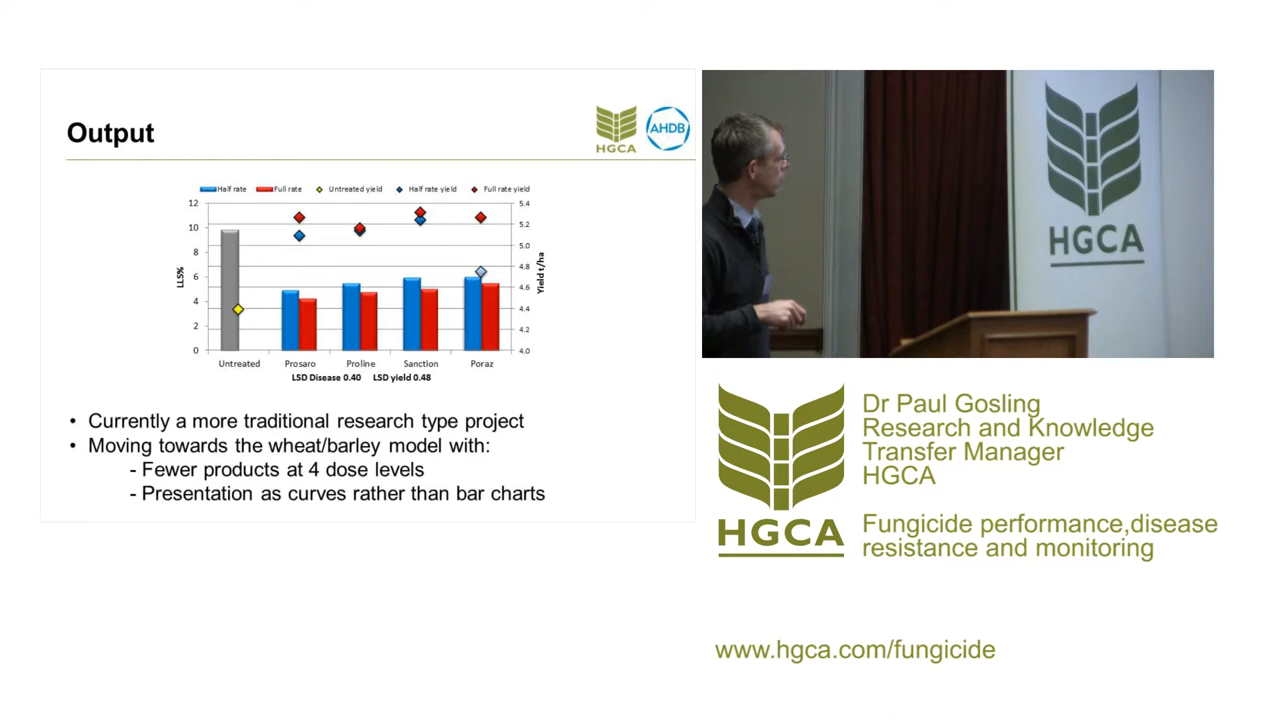 Output
HGCA
AHDB
Half rate Full rate Untreated yield Half rate yield Full rate yield
12
10
8
6
4
2
0
LLS%
5.4
5.2
5.0
4.8
4.6
4.4
4.2
4.0
Yield t/ha
Untreated Prosaro Proline Sanction Poraz
LSD Disease 0.40 LSD yield 0.48
• Currently a more traditional research type project
• Moving towards the wheat/barley model with:
- Fewer products at 4 dose levels
- Presentation as curves rather than bar charts
HGCA
HGCA
Dr Paul Gosling
Research and Knowledge
Transfer Manager
HGCA
Fungicide performance,disease
resistance and monitoring
www.hgca.com/fungicide